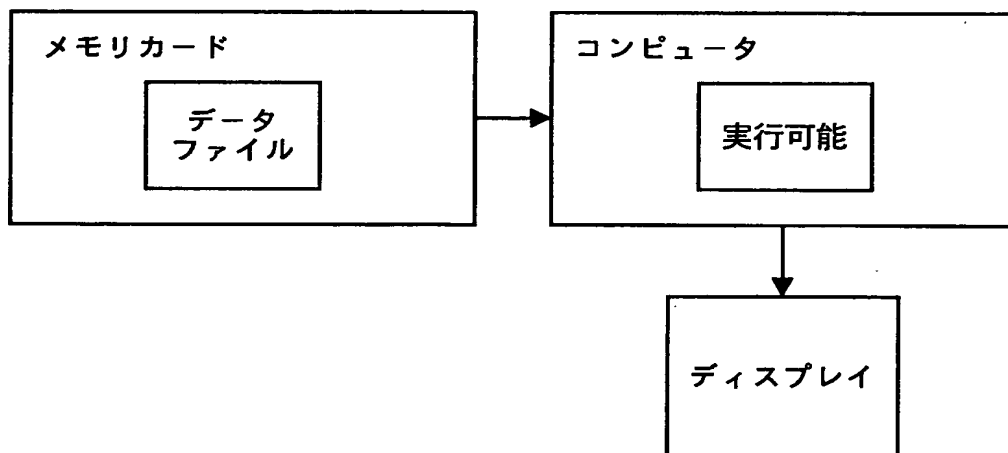 メモリカード
データ
ファイル
コンピュータ
実行可能
ディスプレイ